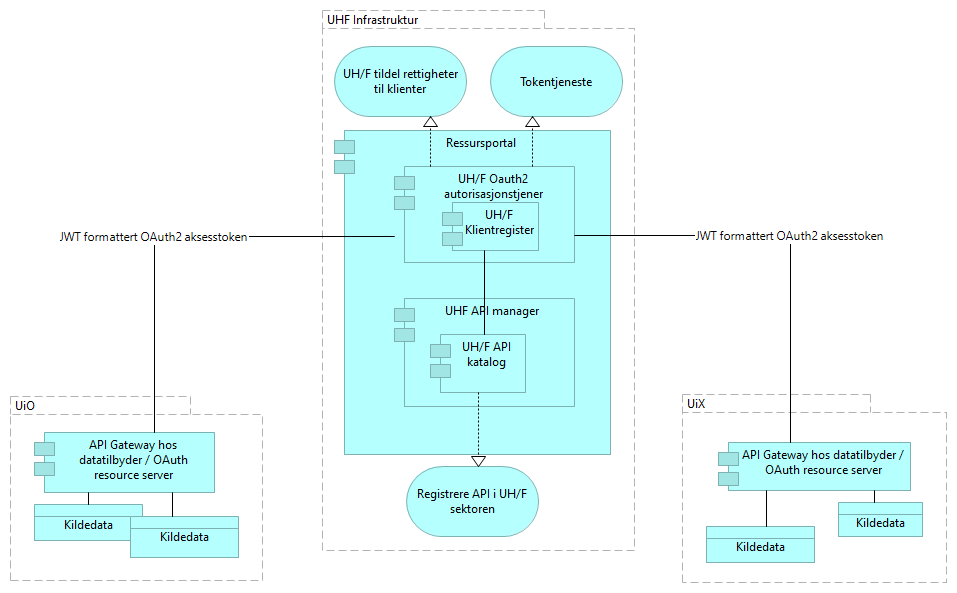 UHF Infrastruktur
UH/F tildel rettigheter
til klienter
Tokentjeneste
Ressursportal
UH/F Oauth2
autorisasjonstjener
UH/F
Klientregister
JWT formattert OAuth2 aksesstoken
JWT formattert OAuth2 aksesstoken
UHF API manager
UH/F API
katalog
UiO
API Gateway hos
datatilbyder / OAuth
resource server
Kildedata
Kildedata
Registrere API i UH/F
sektoren
UiX
API Gateway hos datatilbyder /
OAuth resource server
Kildedata
Kildedata